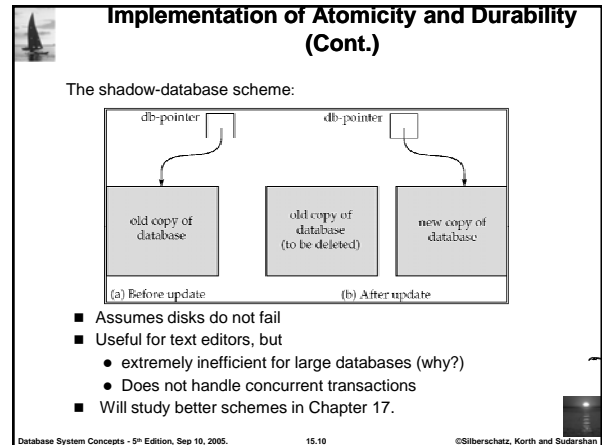 Implementation of Atomicity and Durability
(Cont.)
The shadow-database scheme:
db-pointer
db-pointer
old copy of
database
old copy of
database
(to be deleted)
new copy of
database
(a) Before update
(b) After update
■ Assumes disks do not fail
■ Useful for text editors, but
● extremely inefficient for large databases (why?)
● Does not handle concurrent transactions
■ Will study better schemes in Chapter 17.
Database System Concepts - 5th Edition, Sep 10, 2005.
15.10
©Silberschatz, Korth and Sudarshan